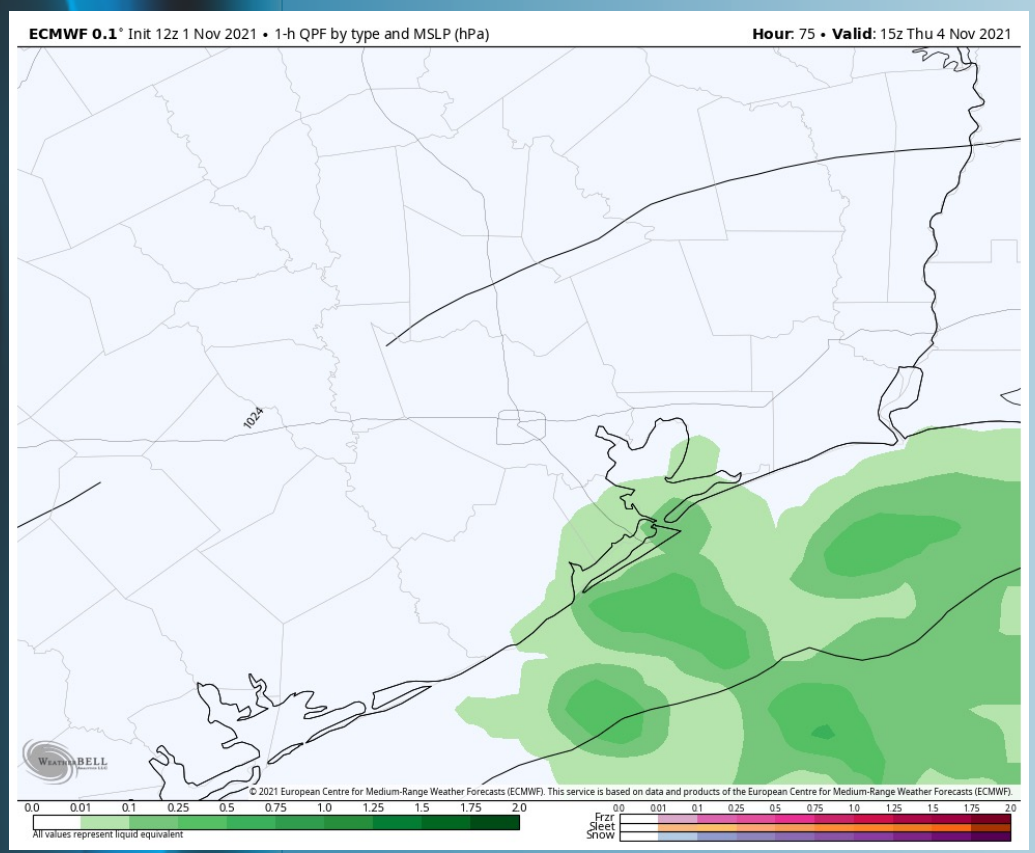 ECMWF 0.1° Init 12z 1 Nov 2021 • 1-h QPF by type and MSLP (hPa) Hour: 75 • Valid: 15z Thu 4 Nov 2021
1024
WEATHERBELL
© 2021 European Centre for Medium-Range Weather Forecasts (ECMWF). This service is based on data and products of the European Centre for Medium-Range Weather Forecasts (ECMWF).
0.0 0.01 0.1 0.25 0.5 0.75 1.0 1.25 1.5 1.75 2.0
All values represent liquid equivalent
0.0 0.01 0.1 0.25 0.5 0.75 1.0 1.25 1.5 1.75 2.0
Frzr
Sleet
Snow